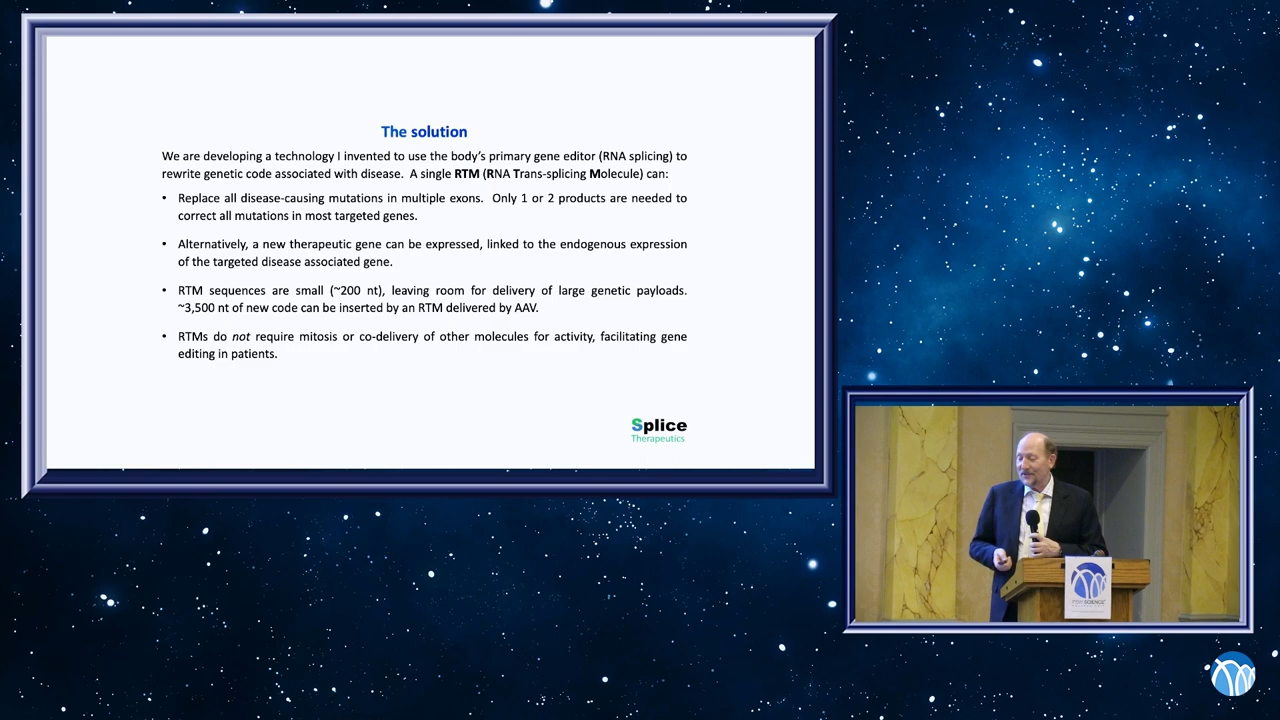 The solution
We are developing a technology I invented to use the body's primary gene editor (RNA splicing) to
rewrite genetic code associated with disease. A single RTM (RNA Trans-splicing Molecule) can:
• Replace all disease-causing mutations in multiple exons. Only 1 or 2 products are needed to
correct all mutations in most targeted genes.
• Alternatively, a new therapeutic gene can be expressed, linked to the endogenous expression
of the targeted disease associated gene.
• RTM sequences are small (~200 nt), leaving room for delivery of large genetic payloads.
~3,500 nt of new code can be inserted by an RTM delivered by AAV.
• RTMs do not require mitosis or co-delivery of other molecules for activity, facilitating gene
editing in patients.
Splice
Therapeutics